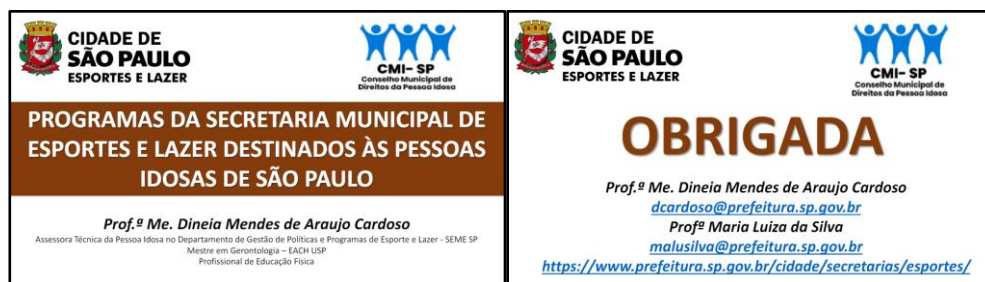 CIDADE DE
SÃO PAULO
ESPORTES E LAZER
CMI- SP
Conselho Municipal de
Direitos da Pessoa Idosa
PROGRAMAS DA SECRETARIA MUNICIPAL DE
ESPORTES E LAZER DESTINADOS ÀS PESSOAS
IDOSAS DE SÃO PAULO
Prof.ª Me. Dineia Mendes de Araujo Cardoso
Assessora Técnica da Pessoa Idosa no Departamento de Gestão de Políticas e Programas de Esporte e Lazer - SEME SP
Mestre em Gerontologia – EACH USP
Profissional de Educação Física
CIDADE DE
SÃO PAULO
ESPORTES E LAZER
CMI- SP
Conselho Municipal de
Direitos da Pessoa Idosa
OBRIGADA
Prof.ª Me. Dineia Mendes de Araujo Cardoso
dcardoso@prefeitura.sp.gov.br
Profª Maria Luiza da Silva
malusilva@prefeitura.sp.gov.br
https://www.prefeitura.sp.gov.br/cidade/secretarias/esportes/